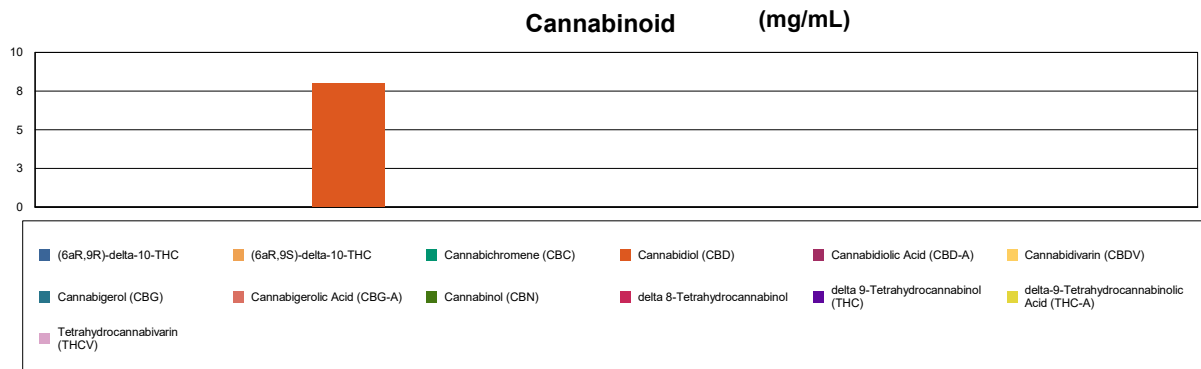 Cannabinoid (mg/mL)
10
8
5
3
0
(6aR,9R)-delta-10-THC (6aR,9S)-delta-10-THC Cannabichromene (CBC) Cannabidiol (CBD) Cannabidiolic Acid (CBD-A) Cannabidivarin (CBDV)
Cannabigerol (CBG) Cannabigerolic Acid (CBG-A) Cannabinol (CBN) delta 8-Tetrahydrocannabinol delta 9-Tetrahydrocannabinol
(THC) delta-9-Tetrahydrocannabinolic
Acid (THC-A)
Tetrahydrocannabivarin
(THCV)